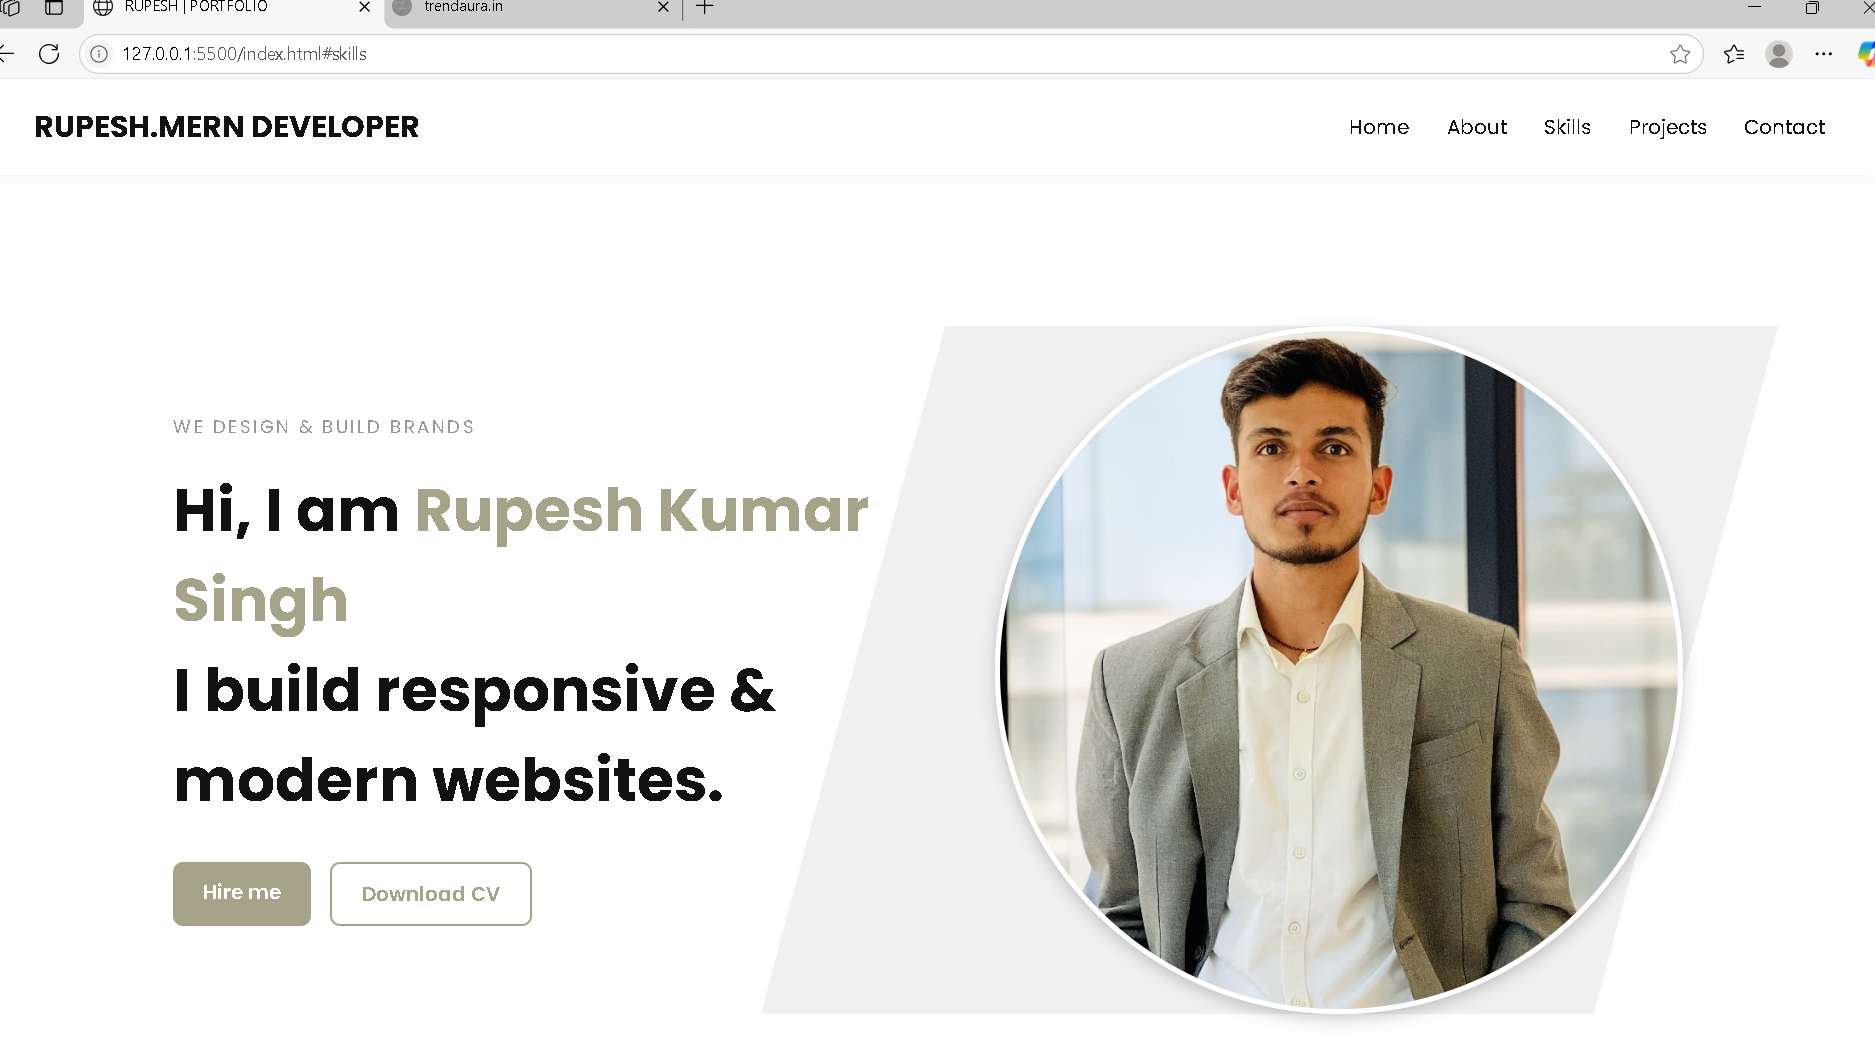 RUPESH | PORTFOLIO
trendaura.in
127.0.0.1:5500/index.html#skills
RUPESH.MERN DEVELOPER
Home About Skills Projects Contact
WE DESIGN & BUILD BRANDS
Hi, I am Rupesh Kumar
Singh
I build responsive &
modern websites.
Hire me Download CV